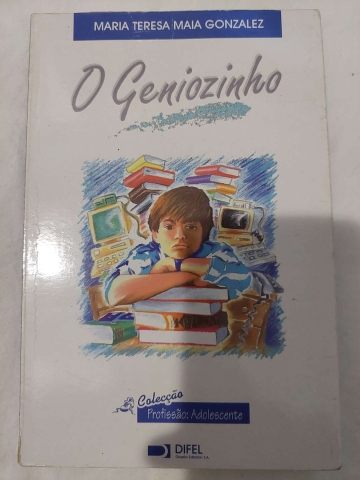 MARIA TERESA MAIA GONZALEZ
O Geniozinho
Colecção
Profissão: Adolescente
DIFEL